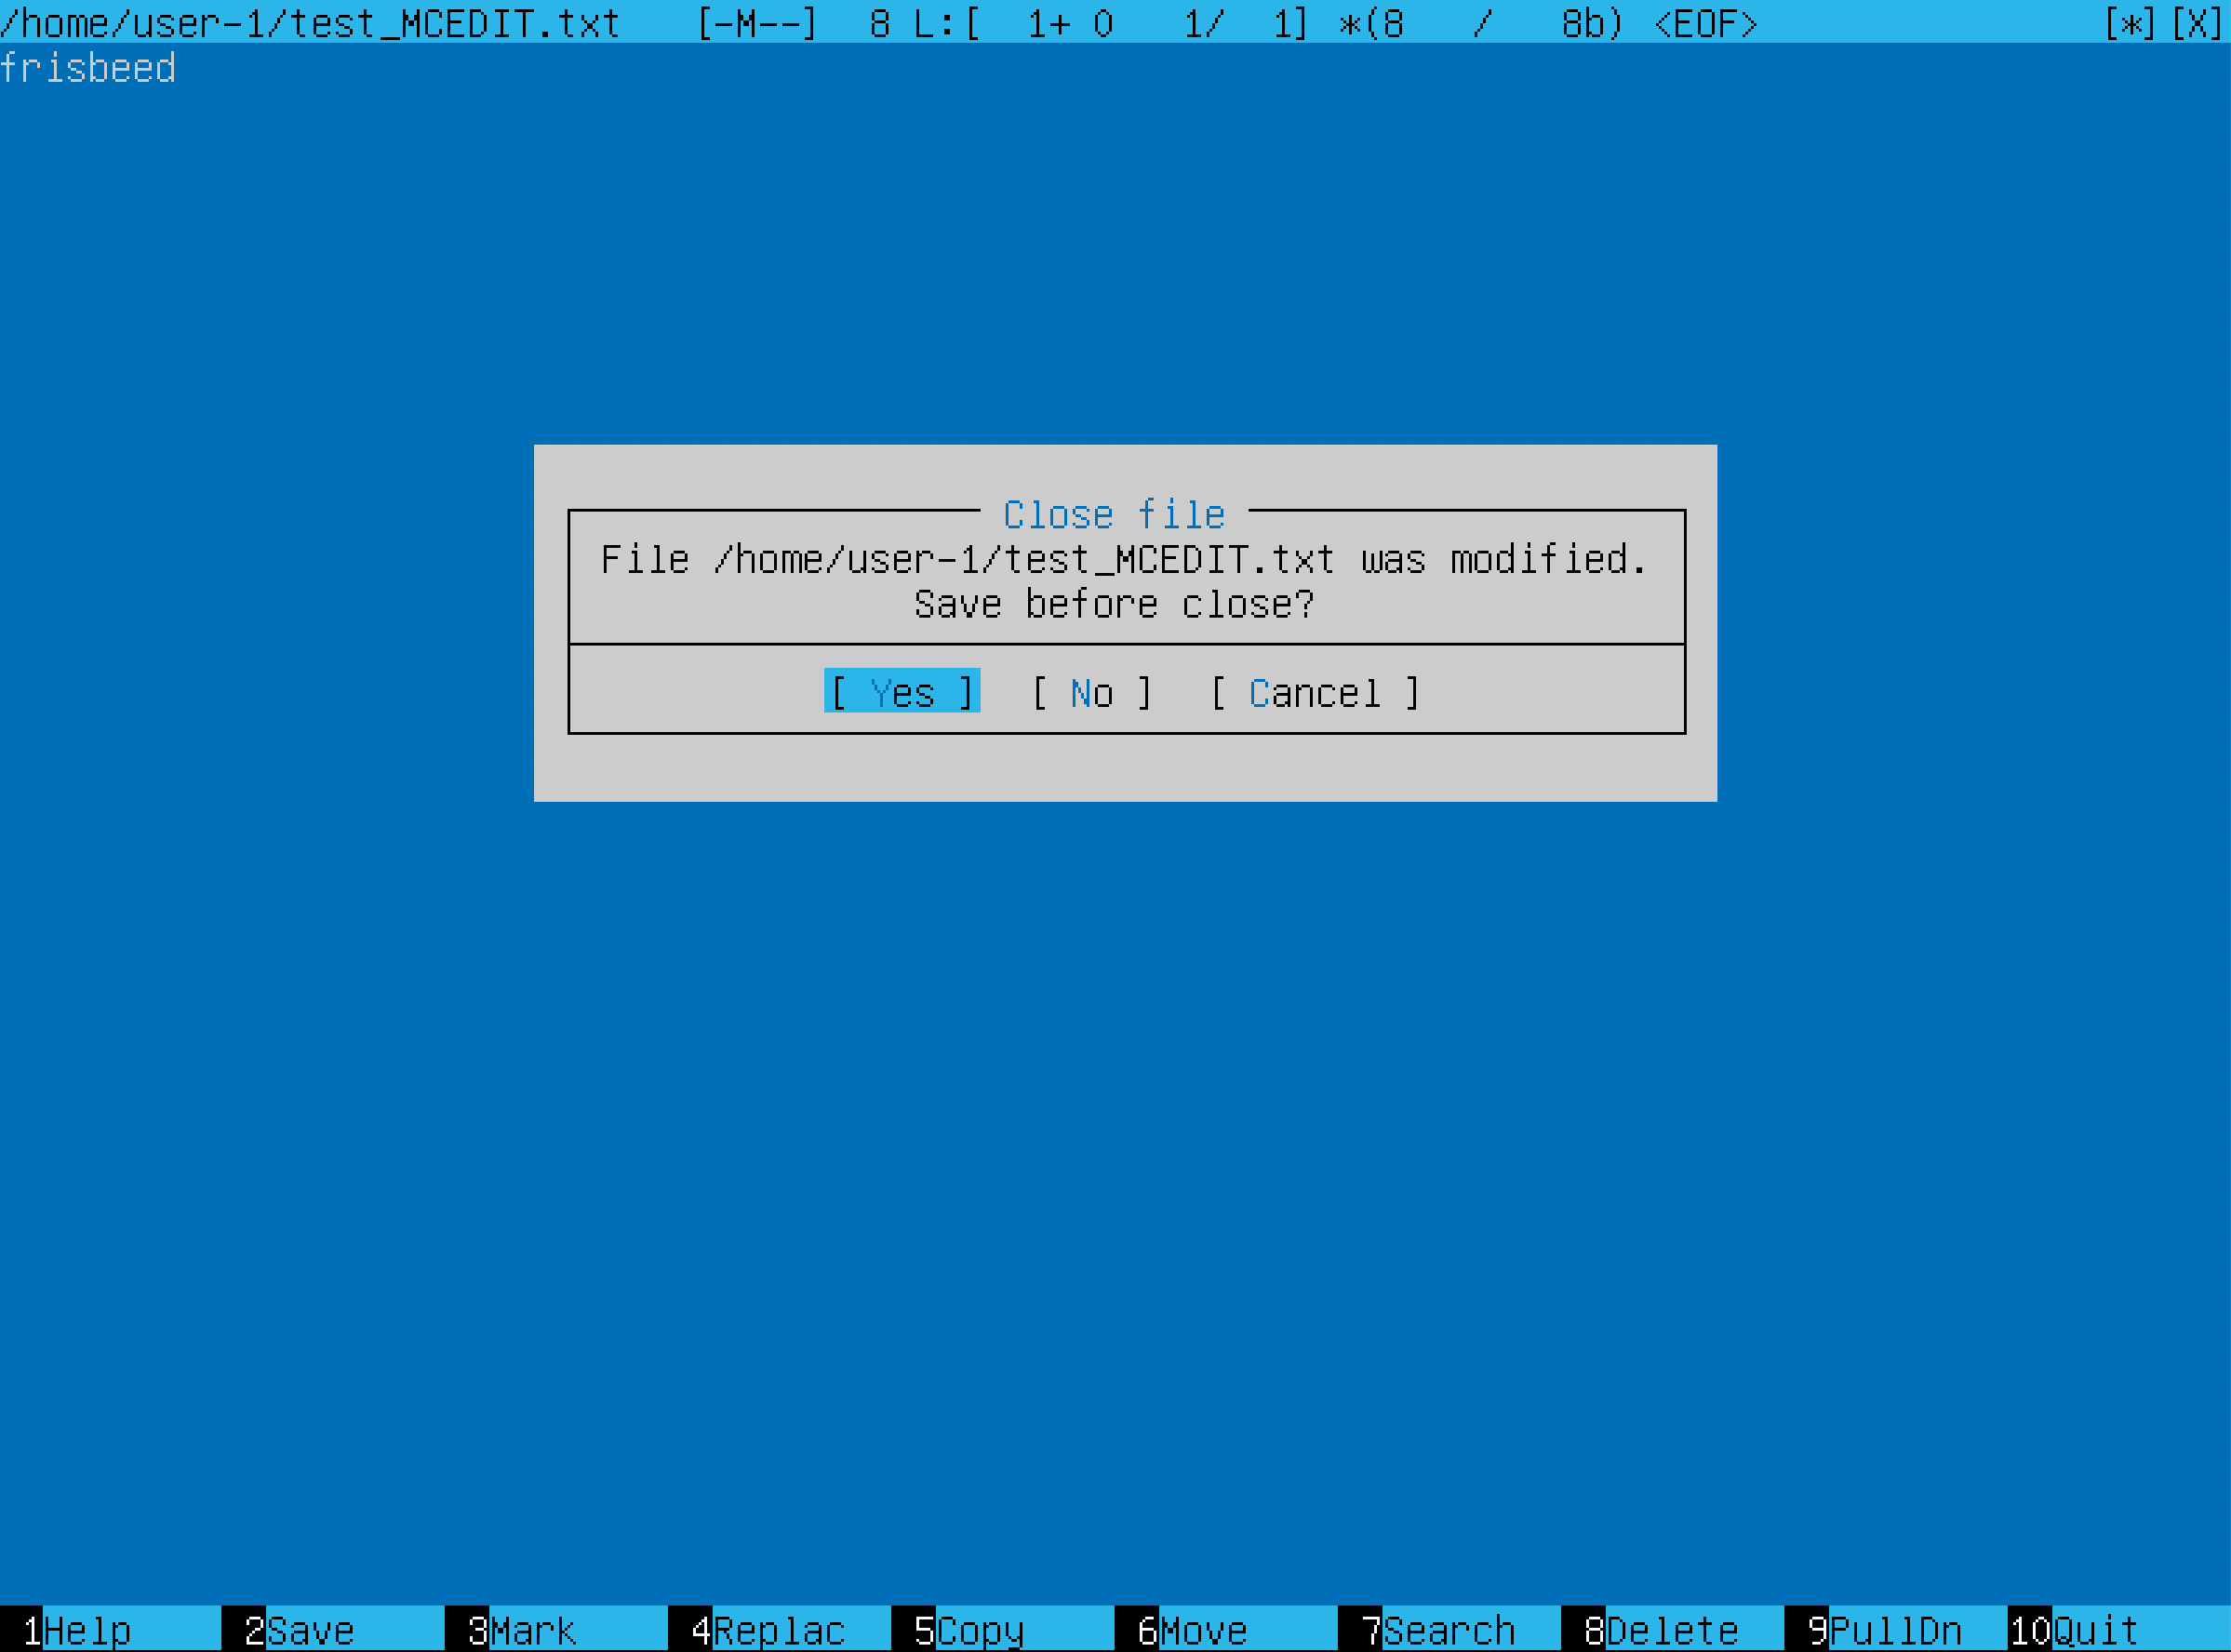 /home/user-1/test_MCEDIT.txt   [-M--]  8 L:[  1+ 0   1/  1] *(8   /   8b) <EOF>   [*][X]
frisbeed
Close file
File /home/user-1/test_MCEDIT.txt was modified.
Save before close?
[ Yes ]  [ No ]  [ Cancel ]
1Help  2Save  3Mark  4Replac  5Copy  6Move  7Search  8Delete  9PullDn  10Quit